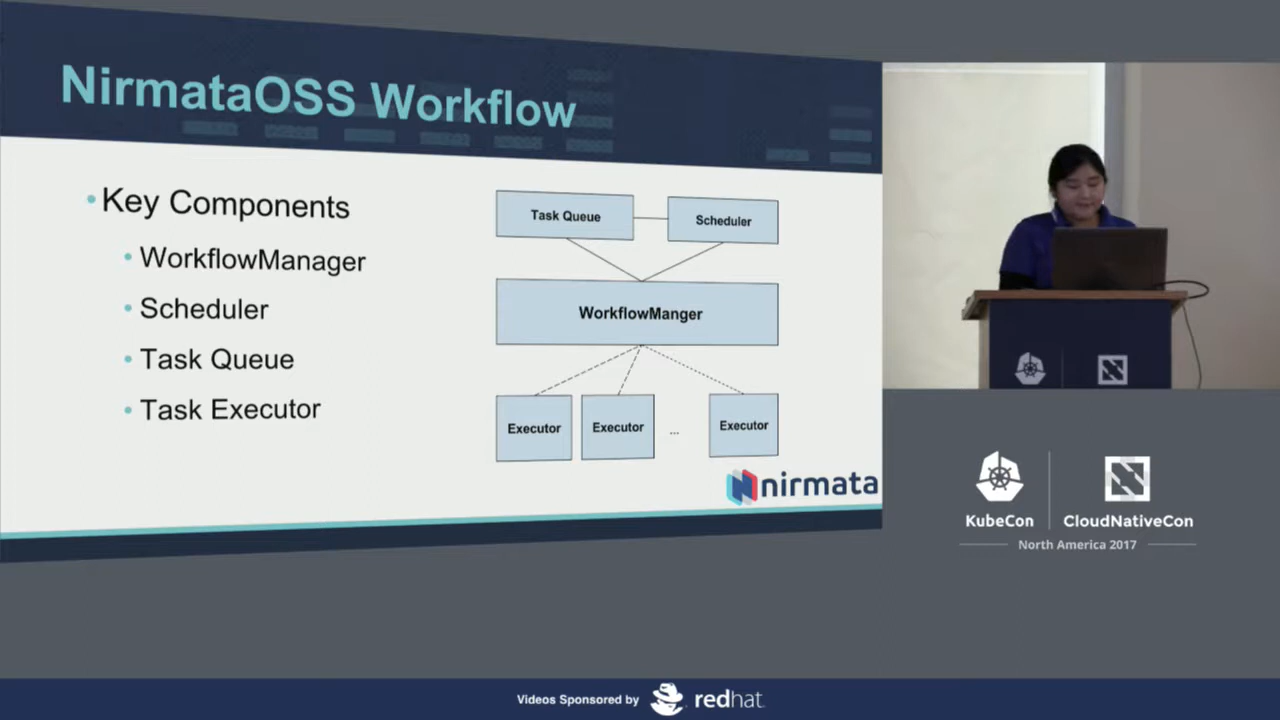 NirmataOSS Workflow
• Key Components
• WorkflowManager
• Scheduler
• Task Queue
• Task Executor
Task Queue
Scheduler
WorkflowManger
Executor
Executor
...
Executor
nirmata
KubeCon
CloudNativeCon
North America 2017
Videos Sponsored by
redhat.